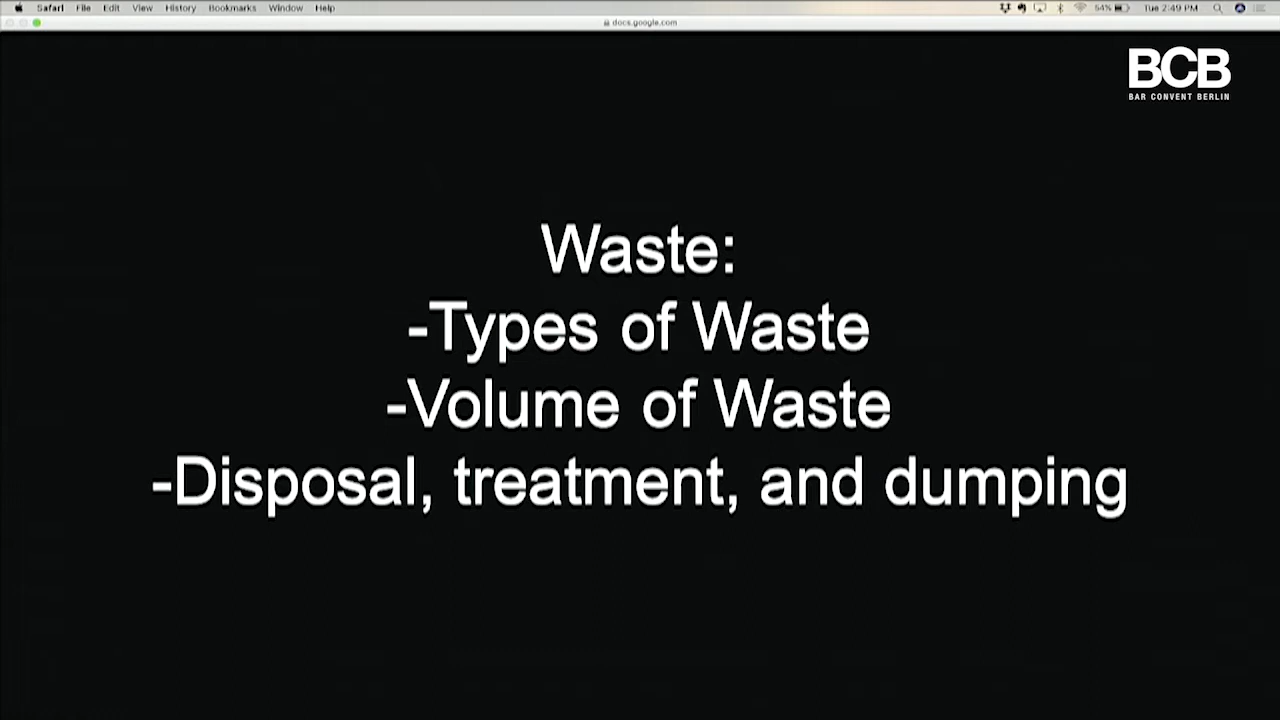 Safari File Edit View History Bookmarks Window Help 54% Tue 2:49 PM
docs.google.com
BCB
BAR CONVENT BERLIN
Waste:
-Types of Waste
-Volume of Waste
-Disposal, treatment, and dumping